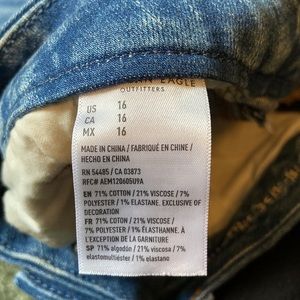 EAGLE
OUTFITTERS
US 16
CA 16
MX 16
MADE IN CHINA / FABRIQUÉ EN CHINE /
HECHO EN CHINA
RN 54485 / CA 03873
RFC# AEM120605U9A
EN 71% COTTON / 21% VISCOSE / 7%
POLYESTER / 1% ELASTANE. EXCLUSIVE OF
DECORATION
FR 71% COTON / 21% VISCOSE /
7% POLYESTER / 1% ÉLASTHANNE. À
L'EXCEPTION DE LA GARNITURE
SP 71% algodón / 21% viscosa / 7%
elastomultiéster / 1% elastano